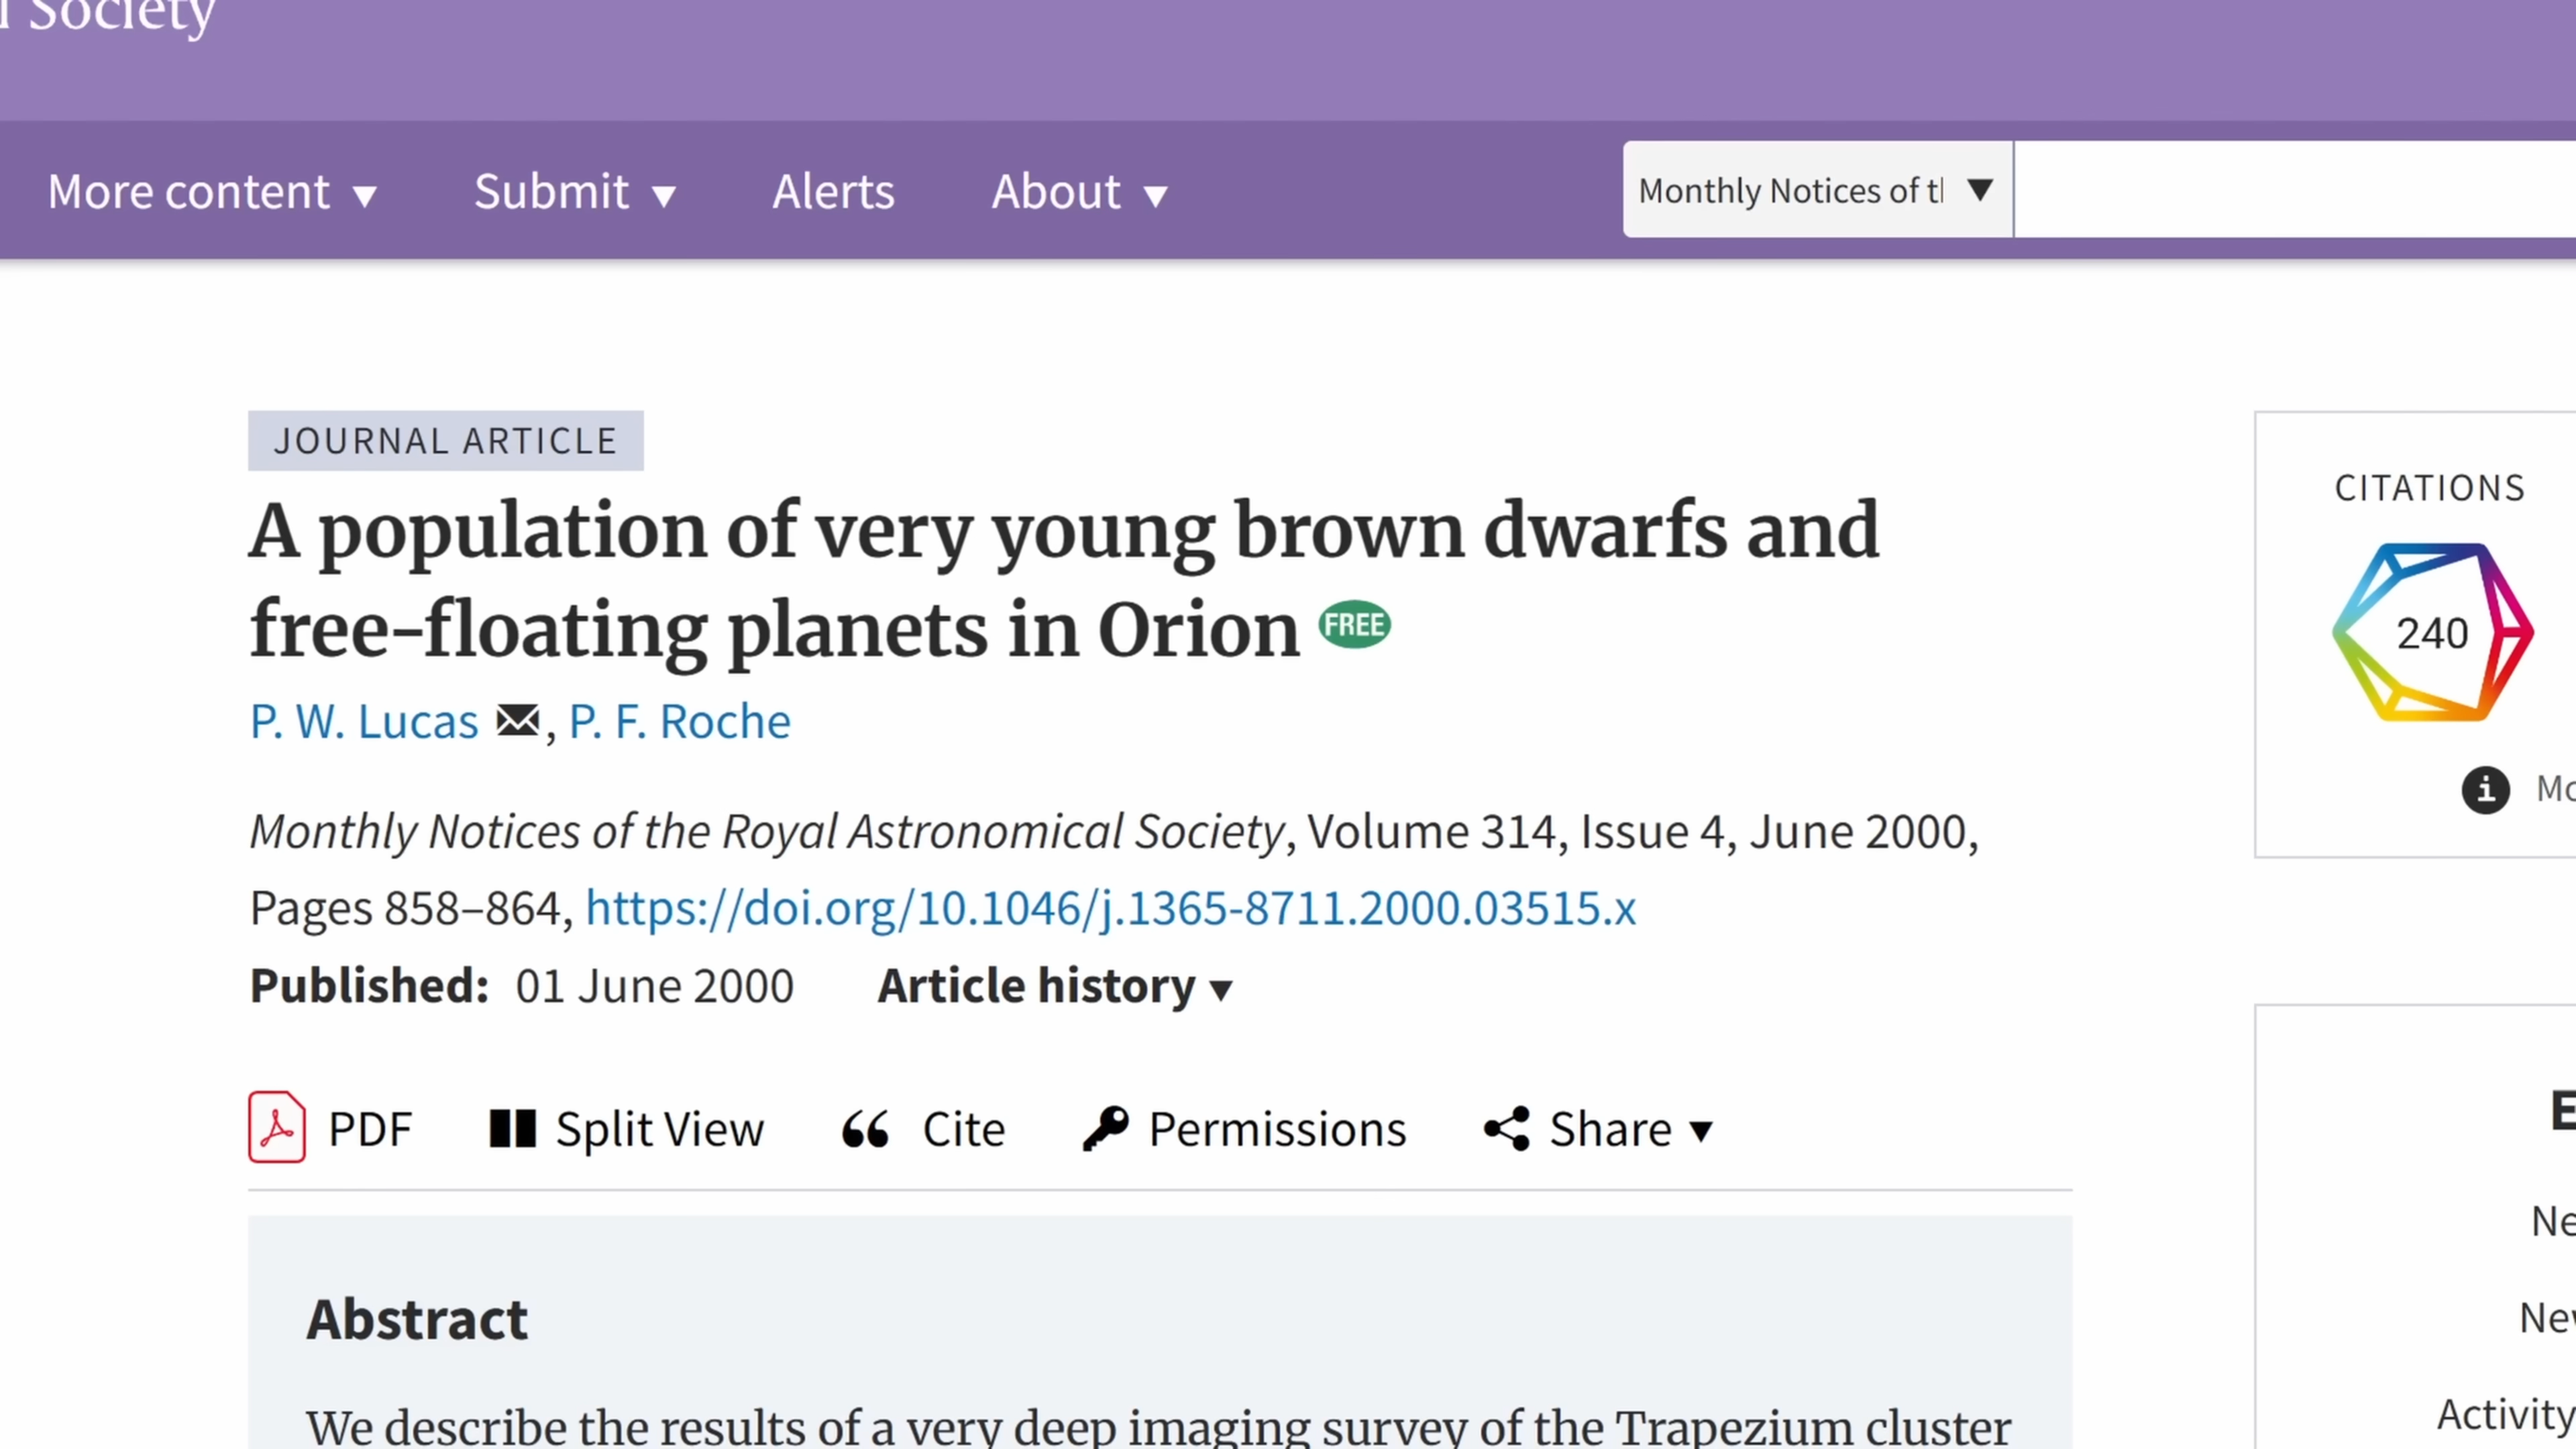 Society
More content ▼ Submit ▼ Alerts About ▼ Monthly Notices of ▼
JOURNAL ARTICLE
A population of very young brown dwarfs and
free-floating planets in Orion FREE
P. W. Lucas , P. F. Roche
Monthly Notices of the Royal Astronomical Society, Volume 314, Issue 4, June 2000,
Pages 858–864, https://doi.org/10.1046/j.1365-8711.2000.03515.x
Published: 01 June 2000 Article history ▼
PDF Split View Cite Permissions Share ▼
Abstract
We describe the results of a very deep imaging survey of the Trapezium cluster
CITATIONS
240
Activity